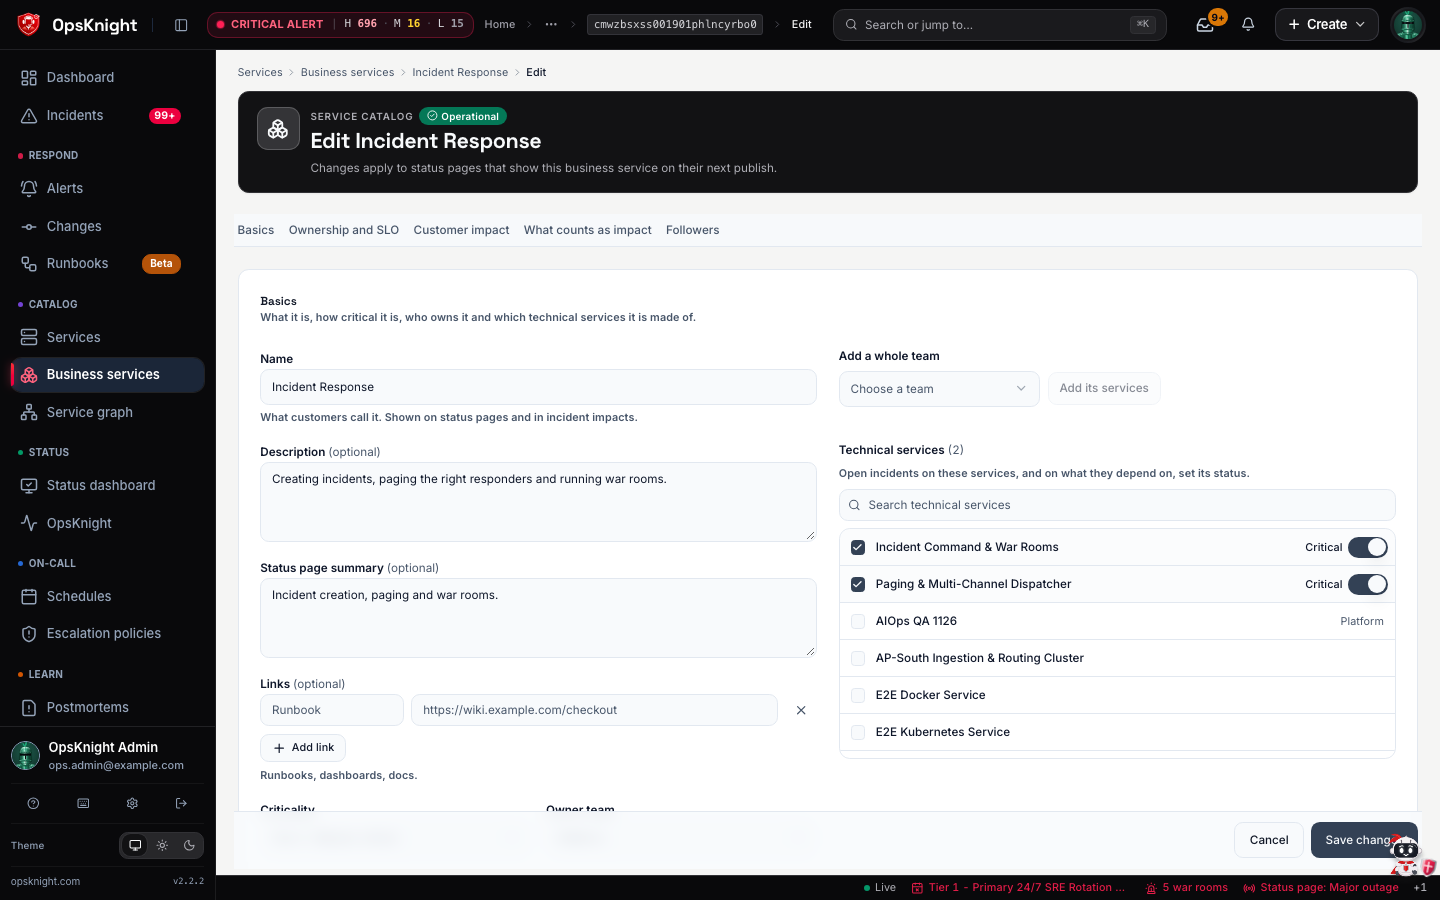 OpsKnight
CRITICAL ALERT | H 696 · M 16 · L 15
Home > ··· > cmwzbsxss001901phlncyrbo0 > Edit
Search or jump to...
⌘K
9+
+ Create
Dashboard
Incidents 99+
RESPOND
Alerts
Changes
Runbooks Beta
CATALOG
Services
Business services
Service graph
STATUS
Status dashboard
OpsKnight
ON-CALL
Schedules
Escalation policies
LEARN
Postmortems
OpsKnight Admin
ops.admin@example.com
Theme
opsknight.com v2.2.2
Services > Business services > Incident Response > Edit
SERVICE CATALOG Operational
Edit Incident Response
Changes apply to status pages that show this business service on their next publish.
Basics Ownership and SLO Customer impact What counts as impact Followers
Basics
What it is, how critical it is, who owns it and which technical services it is made of.
Name
Incident Response
What customers call it. Shown on status pages and in incident impacts.
Description (optional)
Creating incidents, paging the right responders and running war rooms.
Status page summary (optional)
Incident creation, paging and war rooms.
Links (optional)
Runbook https://wiki.example.com/checkout
+ Add link
Runbooks, dashboards, docs.
Criticality Owner team
Add a whole team
Choose a team Add its services
Technical services (2)
Open incidents on these services, and on what they depend on, set its status.
Search technical services
Incident Command & War Rooms Critical
Paging & Multi-Channel Dispatcher Critical
AIOps QA 1126 Platform
AP-South Ingestion & Routing Cluster
E2E Docker Service
E2E Kubernetes Service
Cancel Save chang
Live Tier 1 - Primary 24/7 SRE Rotation ... 5 war rooms Status page: Major outage +1